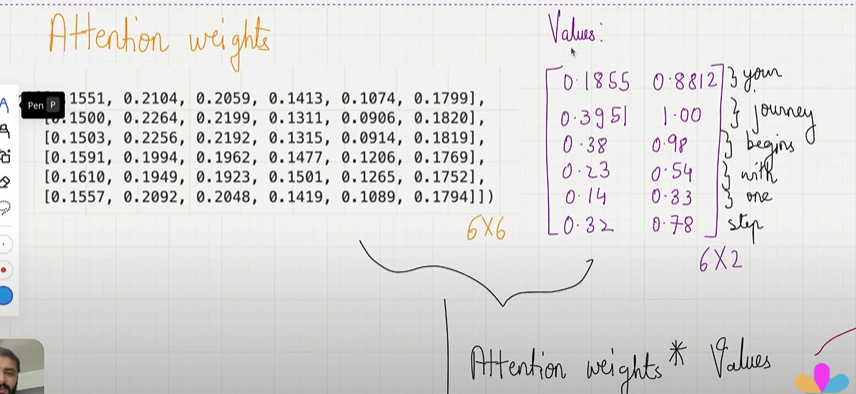 Attention weights
Values:
Pen P
.1551, 0.2104, 0.2059, 0.1413, 0.1074, 0.1799],
[0.1500, 0.2264, 0.2199, 0.1311, 0.0906, 0.1820],
[0.1503, 0.2256, 0.2192, 0.1315, 0.0914, 0.1819],
[0.1591, 0.1994, 0.1962, 0.1477, 0.1206, 0.1769],
[0.1610, 0.1949, 0.1923, 0.1501, 0.1265, 0.1752],
[0.1557, 0.2092, 0.2048, 0.1419, 0.1089, 0.1794]])
6X6
0.1855 0.8812 } your
0.3951 1.00 } journey
0.38 0.98 } begins
0.23 0.54 } with
0.14 0.33 } one
0.32 0.78 step
6X2
Attention weights * Values